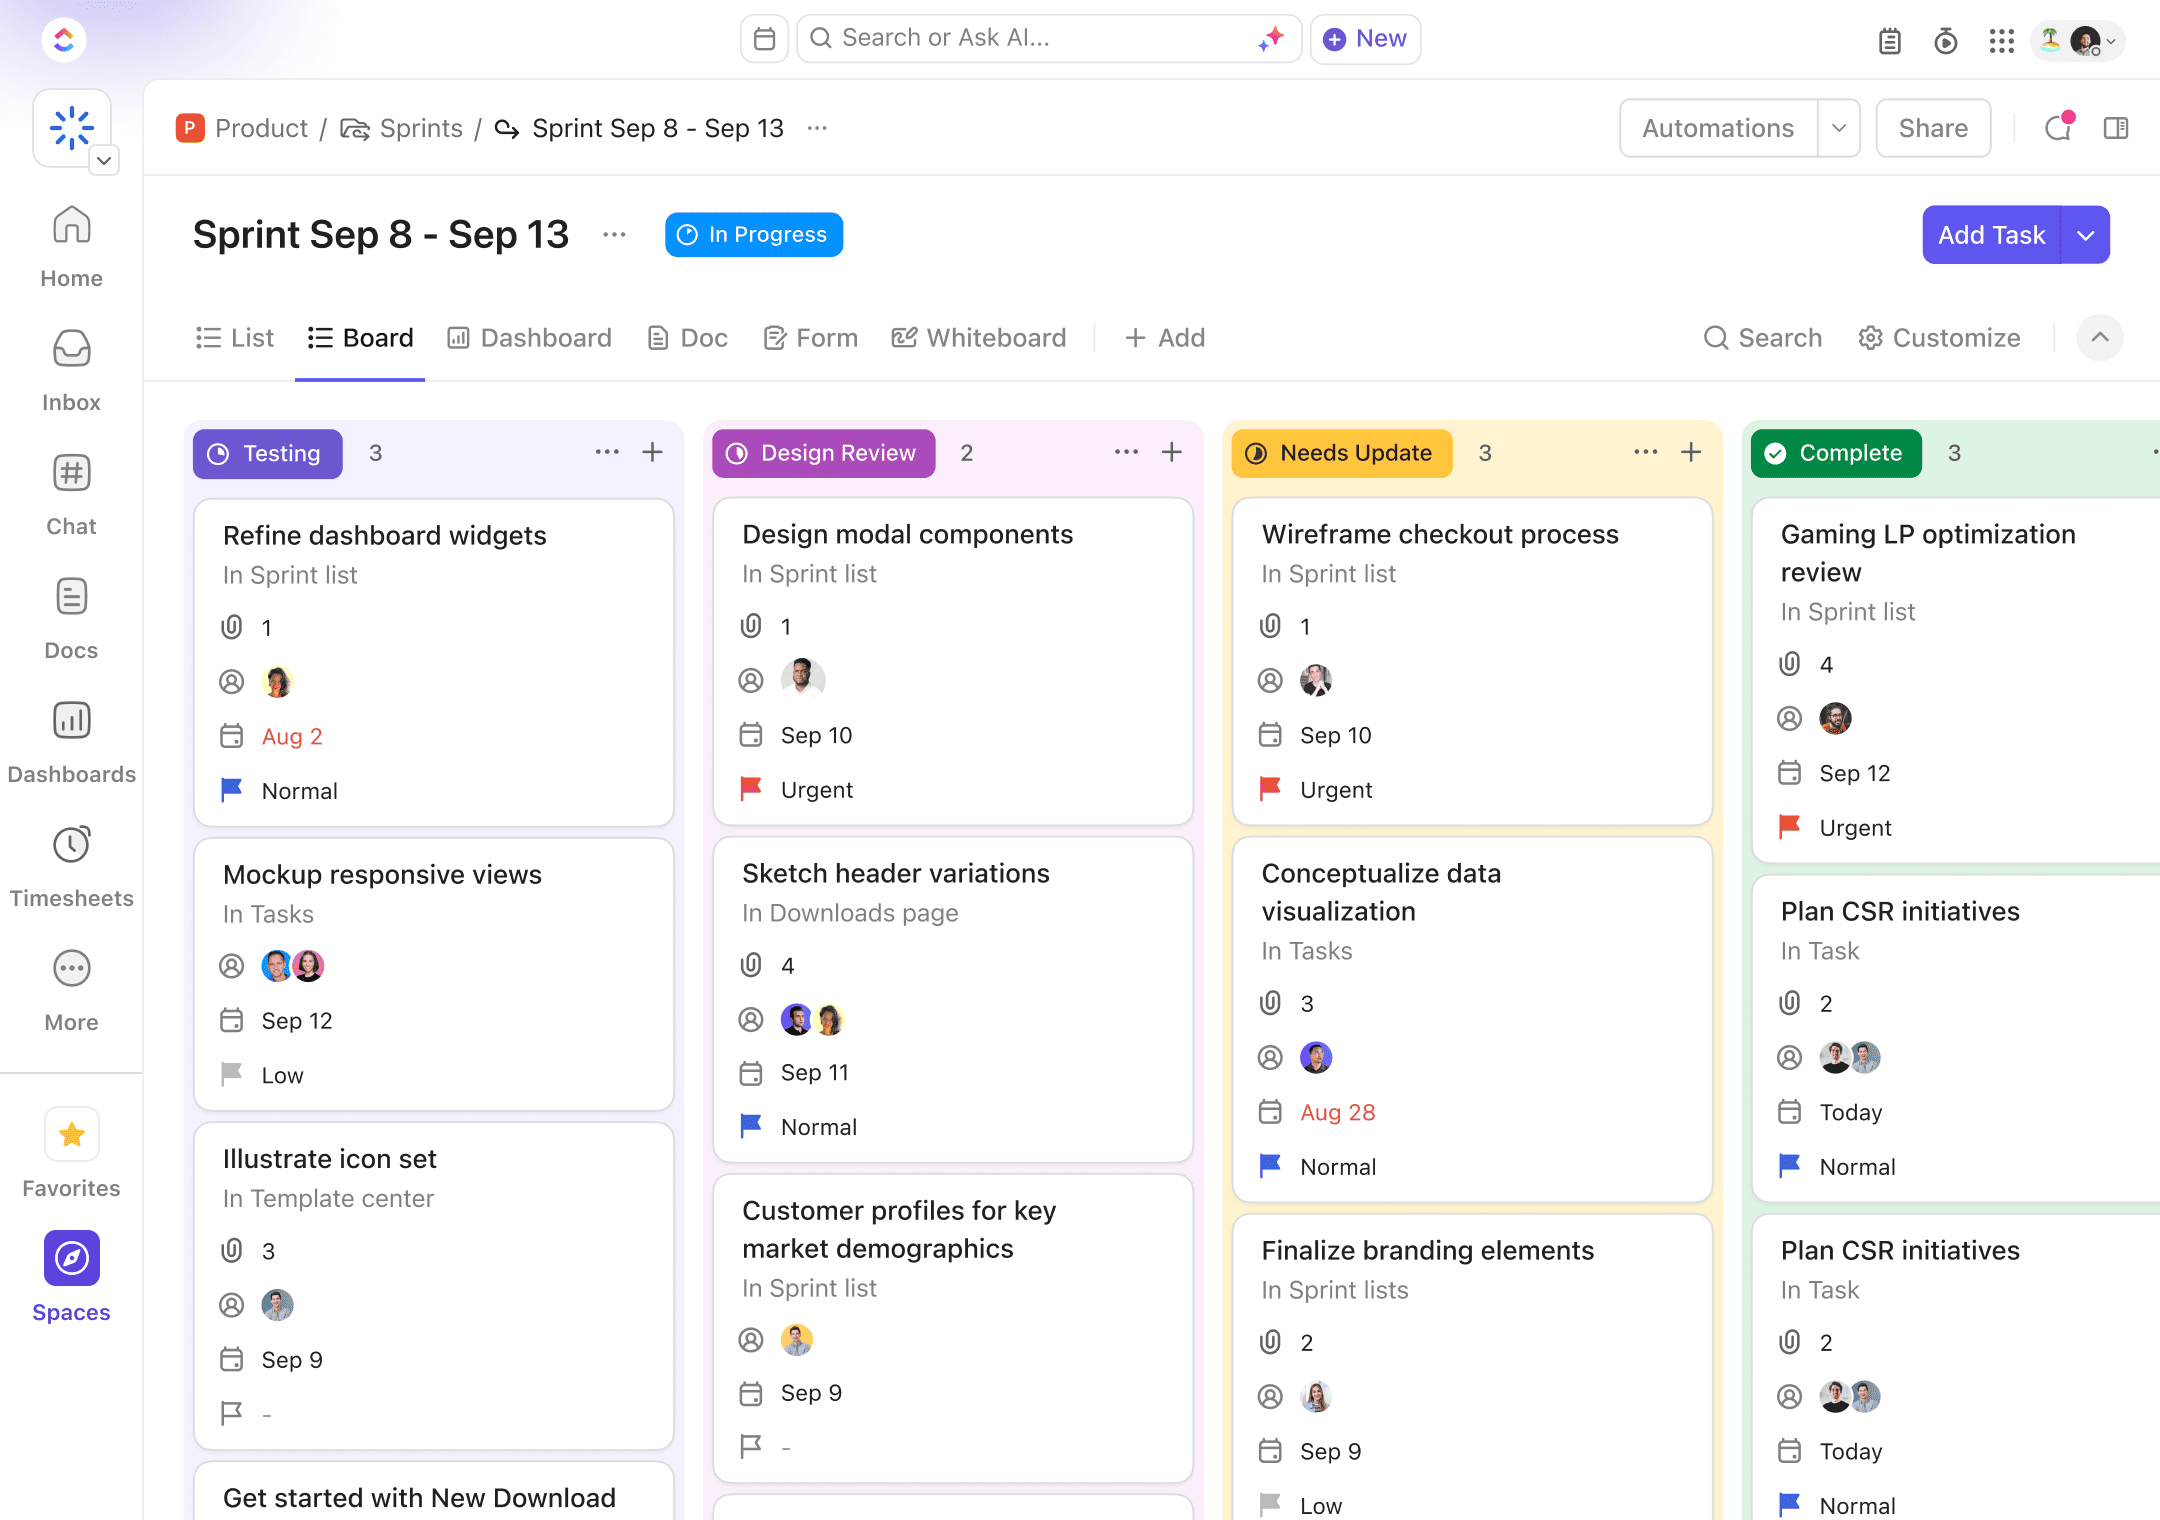 Search or Ask AI...
New
P Product / Sprints / Sprint Sep 8 - Sep 13 ...
Automations
Share
Sprint Sep 8 - Sep 13 ...
In Progress
Add Task
List
Board
Dashboard
Doc
Form
Whiteboard
+ Add
Search
Customize
Home
Inbox
Chat
Docs
Dashboards
Timesheets
More
Favorites
Spaces
Testing 3
Refine dashboard widgets
In Sprint list
1
Aug 2
Normal
Mockup responsive views
In Tasks
Sep 12
Low
Illustrate icon set
In Template center
3
Sep 9
-
Get started with New Download
Design Review 2
Design modal components
In Sprint list
1
Sep 10
Urgent
Sketch header variations
In Downloads page
4
Sep 11
Normal
Customer profiles for key
market demographics
In Sprint list
Sep 9
-
Needs Update 3
Wireframe checkout process
In Sprint list
1
Sep 10
Urgent
Conceptualize data
visualization
In Tasks
3
Aug 28
Normal
Finalize branding elements
In Sprint lists
2
Sep 9
Low
Complete 3
Gaming LP optimization
review
In Sprint list
4
Sep 12
Urgent
Plan CSR initiatives
In Task
2
Today
Normal
Plan CSR initiatives
In Task
2
Today
Normal